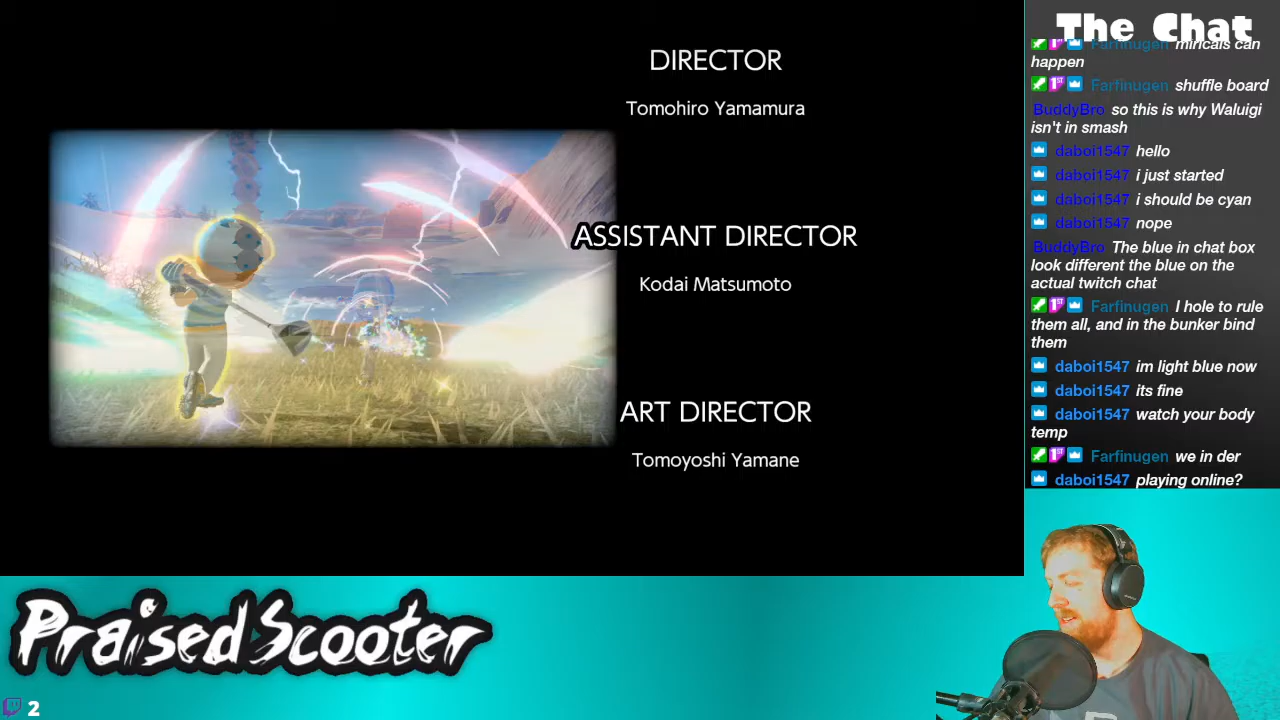 DIRECTOR
Tomohiro Yamamura
ASSISTANT DIRECTOR
Kodai Matsumoto
ART DIRECTOR
Tomoyoshi Yamane
The Chat
Farfinugen miricals can
happen
Farfinugen shuffle board
BuddyBro so this is why Waluigi
isn't in smash
daboi1547 hello
daboi1547 i just started
daboi1547 i should be cyan
daboi1547 nope
BuddyBro The blue in chat box
look different the blue on the
actual twitch chat
Farfinugen I hole to rule
them all, and in the bunker bind
them
daboi1547 im light blue now
daboi1547 its fine
daboi1547 watch your body
temp
Farfinugen we in der
daboi1547 playing online?
PraisedScooter
2